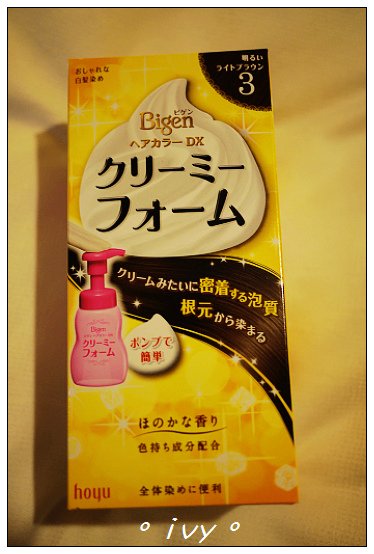 おしゃれな
白髪染め
明るい
ライトブラウン
3
ビゲン
Bigen
ヘアカラーDX
クリーミー
フォーム
クリームみたいに密着する泡質
根元から染まる
Bigen
クリーミー
フォーム
ポンプで
簡単
ほのかな香り
色持ち成分配合
hoyu
全体染めに便利
° ivy °